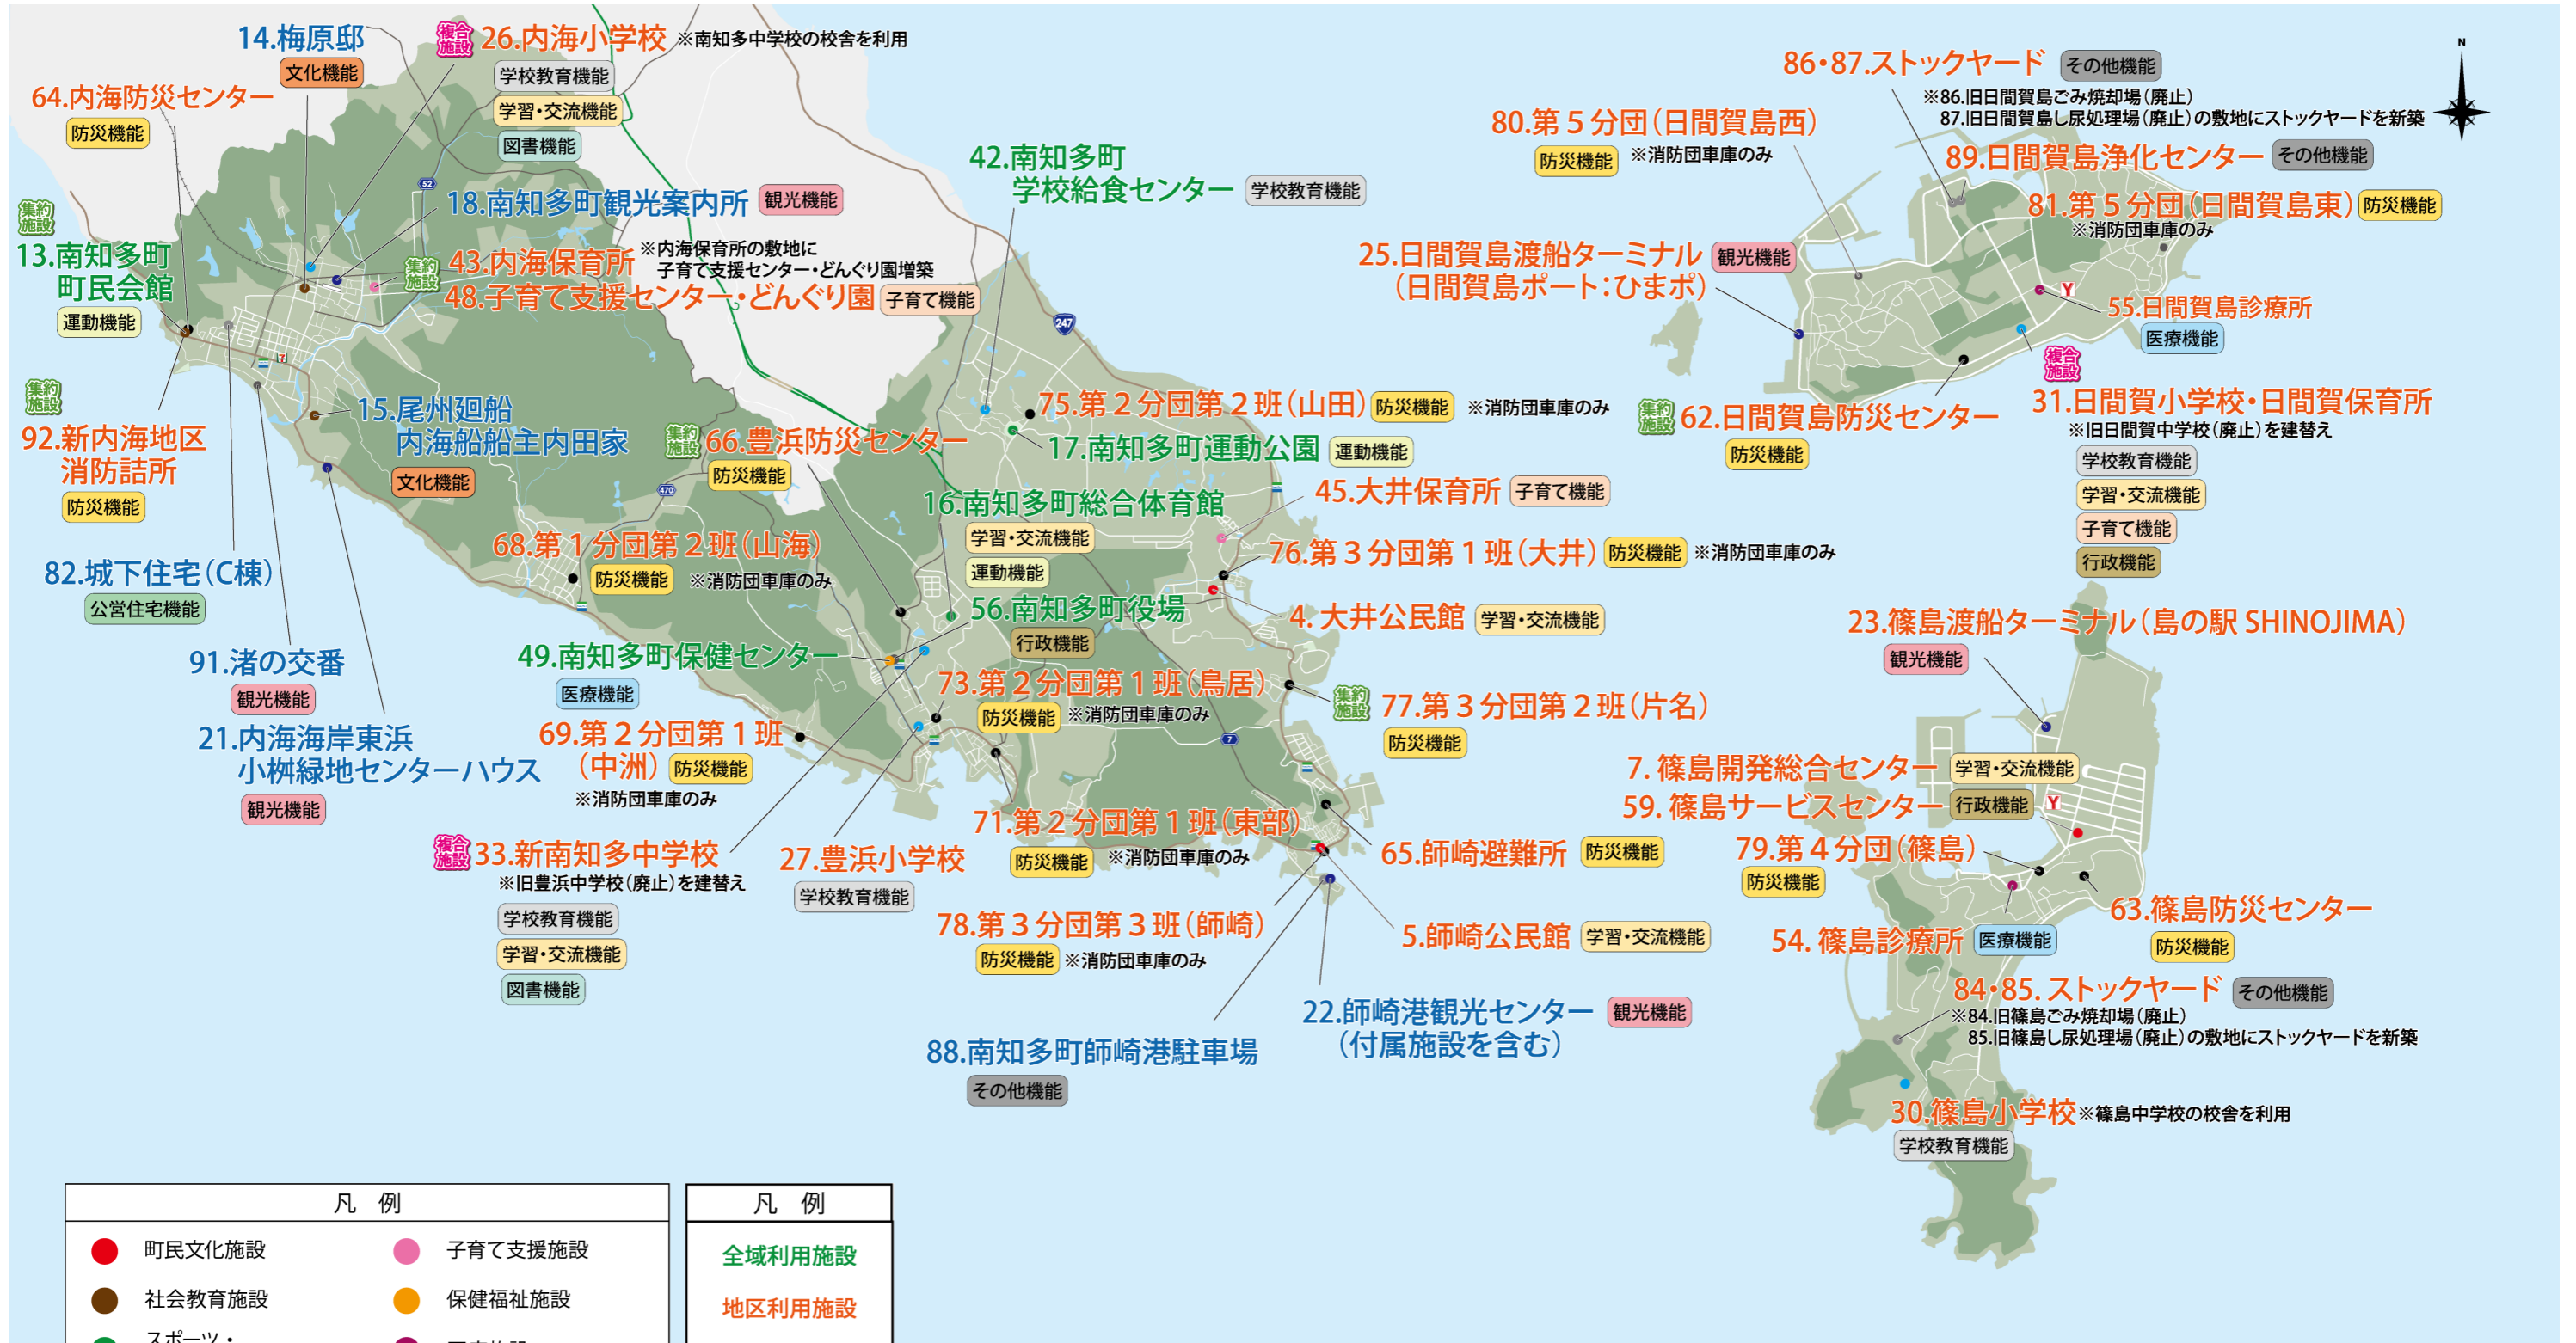 14.梅原邸
文化機能
複合
施設
26.内海小学校 ※南知多中学校の校舎を利用
学校教育機能
学習・交流機能
図書機能
64.内海防災センター
防災機能
52
18.南知多町観光案内所 観光機能
集約
施設
13.南知多町
町民会館
運動機能
集約
施設
43.内海保育所 ※内海保育所の敷地に
子育て支援センター・どんぐり園増築
48.子育て支援センター・どんぐり園 子育て機能
42.南知多町
学校給食センター 学校教育機能
247
集約
施設
92.新内海地区
消防詰所
防災機能
15.尾州廻船
内海船船主内田家
文化機能
集約
施設
66.豊浜防災センター
防災機能
470
75.第2分団第2班(山田) 防災機能 ※消防団車庫のみ
17.南知多町運動公園 運動機能
16.南知多町総合体育館
学習・交流機能
運動機能
45.大井保育所 子育て機能
68.第1分団第2班(山海)
防災機能 ※消防団車庫のみ
76.第3分団第1班(大井) 防災機能 ※消防団車庫のみ
82.城下住宅(C棟)
公営住宅機能
56.南知多町役場
行政機能
4. 大井公民館 学習・交流機能
91.渚の交番
観光機能
49.南知多町保健センター
医療機能
73.第2分団第1班(鳥居)
防災機能 ※消防団車庫のみ
集約
施設
77.第3分団第2班(片名)
防災機能
7
21.内海海岸東浜
小桝緑地センターハウス
観光機能
69.第2分団第1班
(中洲) 防災機能
※消防団車庫のみ
71.第2分団第1班(東部)
防災機能 ※消防団車庫のみ
複合
施設
33.新南知多中学校
※旧豊浜中学校(廃止)を建替え
学校教育機能
学習・交流機能
図書機能
27.豊浜小学校
学校教育機能
65.師崎避難所 防災機能
78.第3分団第3班(師崎)
防災機能 ※消防団車庫のみ
5.師崎公民館 学習・交流機能
22.師崎港観光センター 観光機能
(付属施設を含む)
88.南知多町師崎港駐車場
その他機能
N
86・87.ストックヤード その他機能
※86.旧日間賀島ごみ焼却場(廃止)
87.旧日間賀島し尿処理場(廃止)の敷地にストックヤードを新築
80.第5分団(日間賀島西)
防災機能 ※消防団車庫のみ
89.日間賀島浄化センター その他機能
81.第5分団(日間賀島東) 防災機能
※消防団車庫のみ
25.日間賀島渡船ターミナル 観光機能
(日間賀島ポート:ひまポ)
55.日間賀島診療所
医療機能
集約
施設
62.日間賀島防災センター
防災機能
複合
施設
31.日間賀小学校・日間賀保育所
※旧日間賀中学校(廃止)を建替え
学校教育機能
学習・交流機能
子育て機能
行政機能
23.篠島渡船ターミナル(島の駅 SHINOJIMA)
観光機能
7. 篠島開発総合センター 学習・交流機能
59. 篠島サービスセンター 行政機能
79.第4分団(篠島)
防災機能
63.篠島防災センター
防災機能
54. 篠島診療所 医療機能
84・85. ストックヤード その他機能
※84.旧篠島ごみ焼却場(廃止)
85.旧篠島し尿処理場(廃止)の敷地にストックヤードを新築
30.篠島小学校 ※篠島中学校の校舎を利用
学校教育機能
凡 例
町民文化施設
子育て支援施設
社会教育施設
保健福祉施設
スポーツ・
凡 例
全域利用施設
地区利用施設